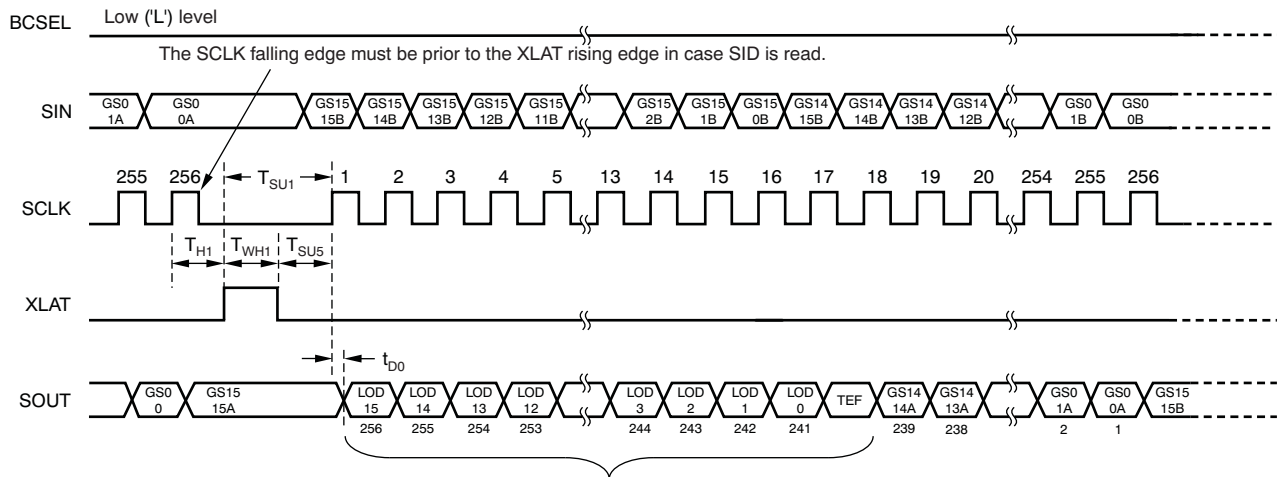 BCSEL Low ('L') level
The SCLK falling edge must be prior to the XLAT rising edge in case SID is read.
SIN GS0 1A GS0 0A GS15 15B GS15 14B GS15 13B GS15 12B GS15 11B GS15 2B GS15 1B GS15 0B GS14 15B GS14 14B GS14 13B GS14 12B GS0 1B GS0 0B
255 256 TSU1 1 2 3 4 5 13 14 15 16 17 18 19 20 254 255 256
SCLK
TH1 TWH1 TSU5
XLAT
tD0
SOUT GS0 0 GS15 15A LOD 15 LOD 14 LOD 13 LOD 12 LOD 3 LOD 2 LOD 1 LOD 0 TEF GS14 14A GS14 13A GS0 1A GS0 0A GS15 15B
256 255 254 253 244 243 242 241 239 238 2 1